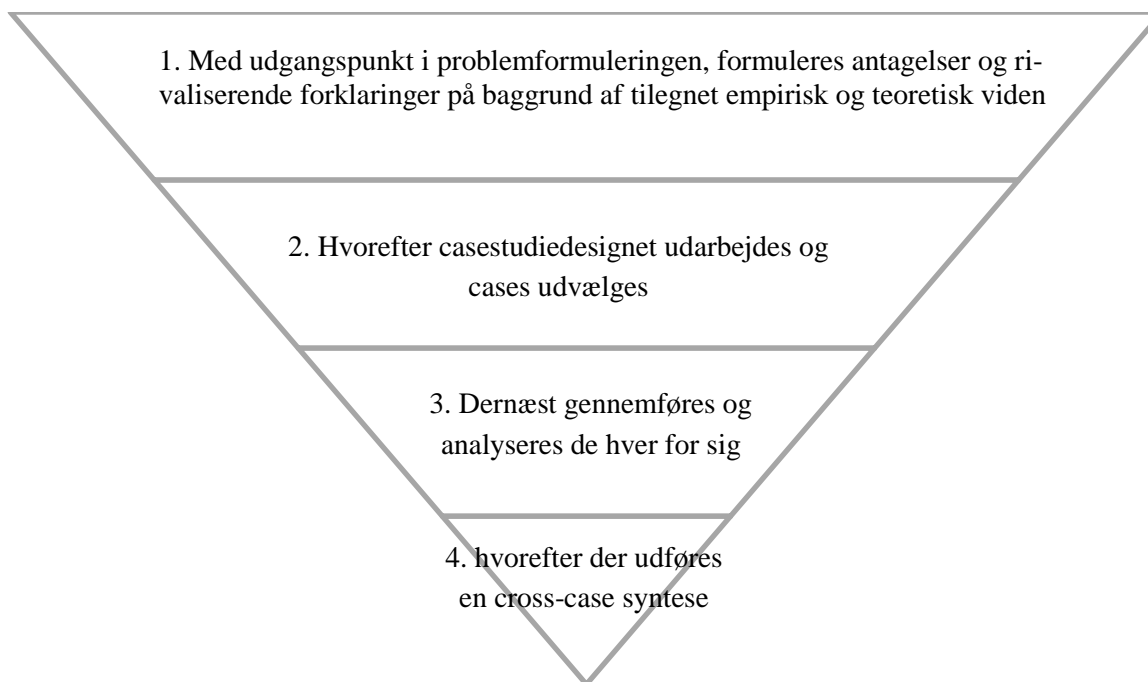 1. Med udgangspunkt i problemformuleringen, formuleres antagelser og ri-
valiserende forklaringer på baggrund af tilegnet empirisk og teoretisk viden
2. Hvorefter casestudiedesignet udarbejdes og
cases udvælges
3. Dernæst gennemføres og
analyseres de hver for sig
4. hvorefter der udføres
en cross-case syntese